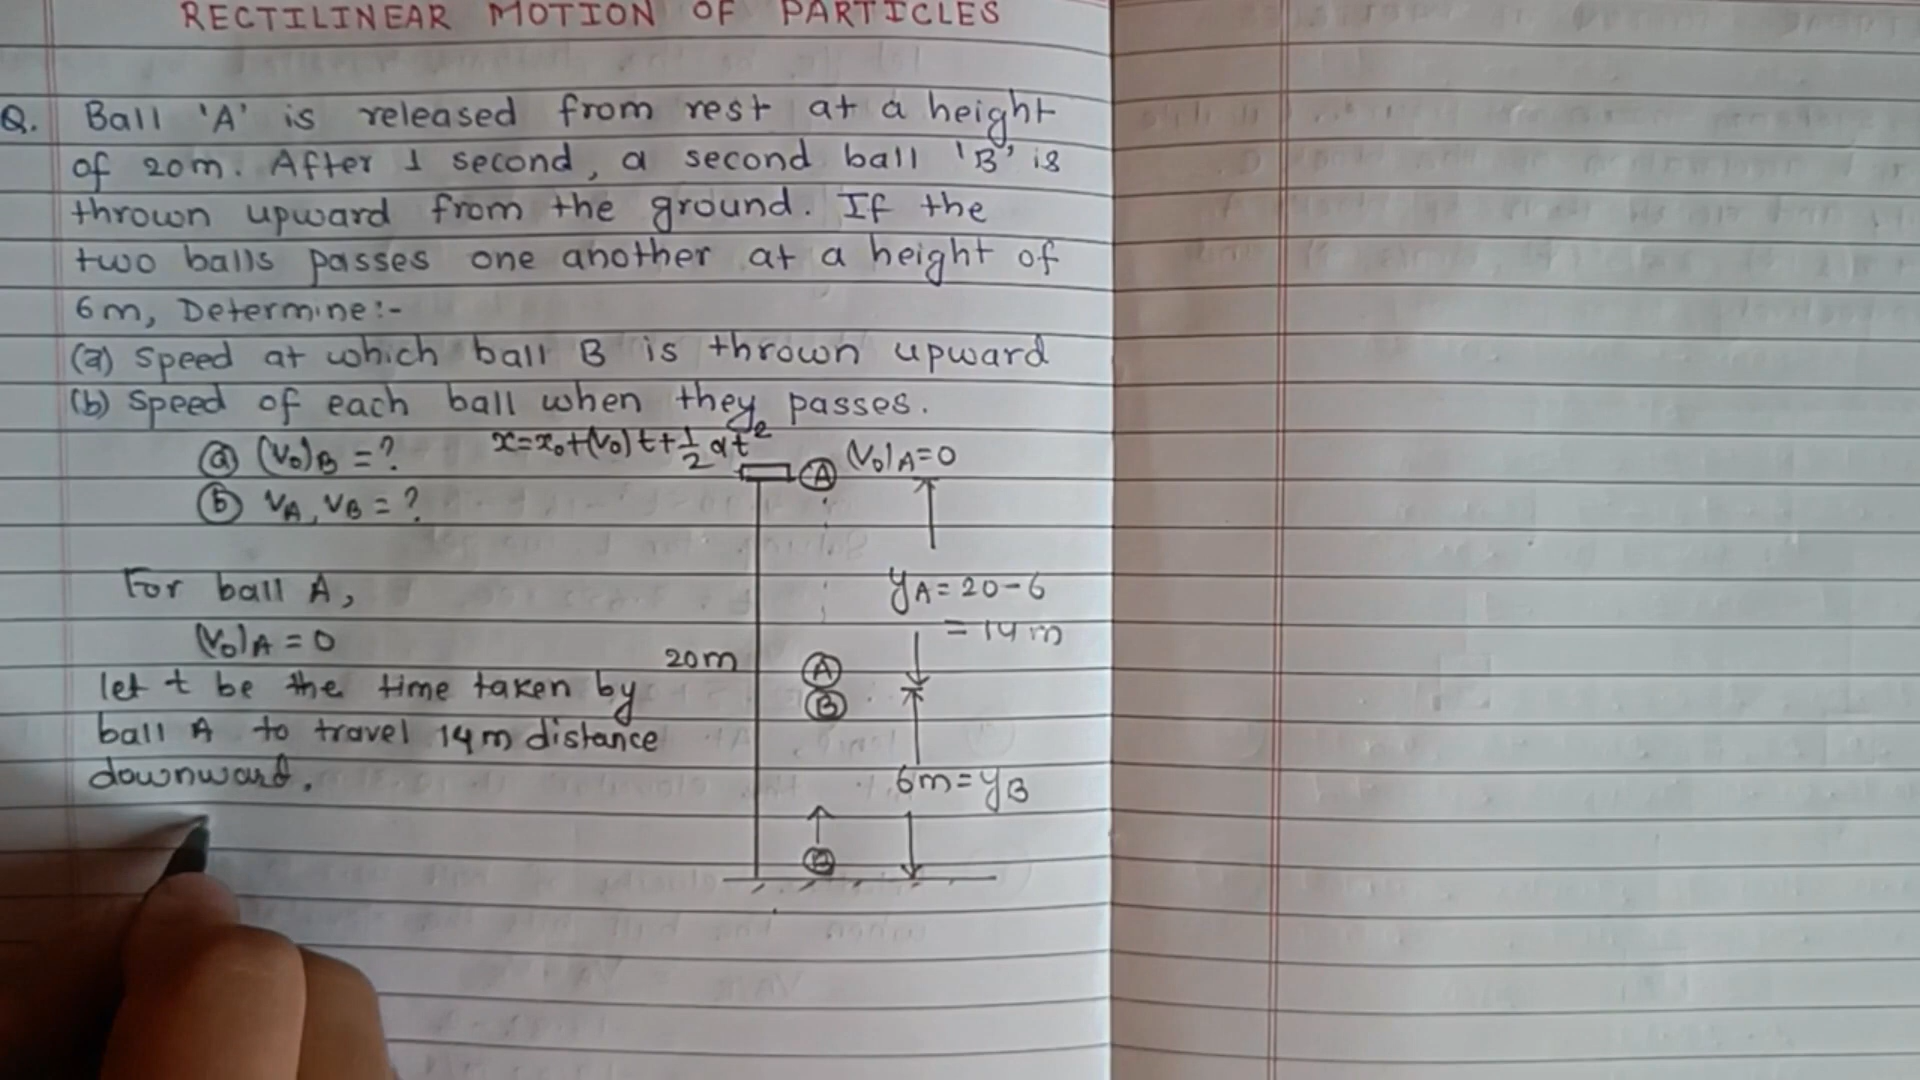 RECTILINEAR MOTION OF PARTICLES
Q. Ball 'A' is released from rest at a height
of 20m. After 1 second, a second ball 'B' is
thrown upward from the ground. If the
two balls passes one another at a height of
6m, Determine:-
(a) Speed at which ball B is thrown upward
(b) Speed of each ball when they passes.
ⓐ (v₀)B = ?
x=x₀+(v₀)t+½at²
Ⓐ (v₀)A=0
ⓑ vA, vB = ?
For ball A,
yA=20-6
(v₀)A=0
= 14m
20m
Ⓐ
let t be the time taken by
Ⓑ
ball A to travel 14m distance
downward.
6m=yB
Ⓑ